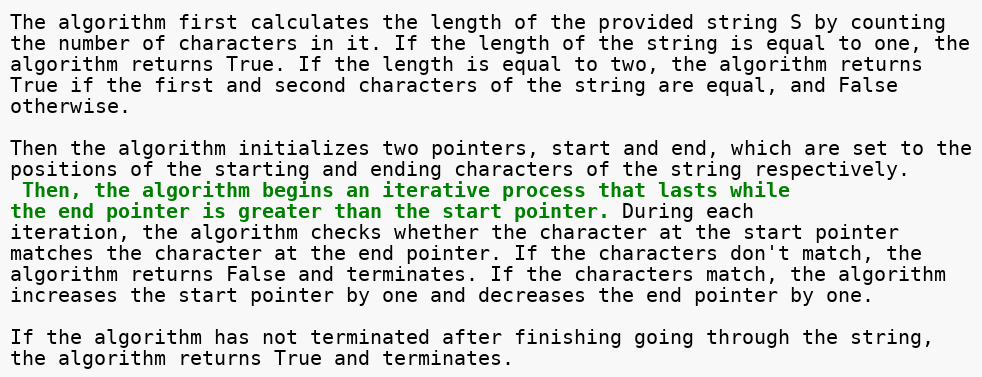 The algorithm first calculates the length of the provided string S by counting
the number of characters in it. If the length of the string is equal to one, the
algorithm returns True. If the length is equal to two, the algorithm returns
True if the first and second characters of the string are equal, and False
otherwise.
Then the algorithm initializes two pointers, start and end, which are set to the
positions of the starting and ending characters of the string respectively.
Then, the algorithm begins an iterative process that lasts while
the end pointer is greater than the start pointer. During each
iteration, the algorithm checks whether the character at the start pointer
matches the character at the end pointer. If the characters don't match, the
algorithm returns False and terminates. If the characters match, the algorithm
increases the start pointer by one and decreases the end pointer by one.
If the algorithm has not terminated after finishing going through the string,
the algorithm returns True and terminates.